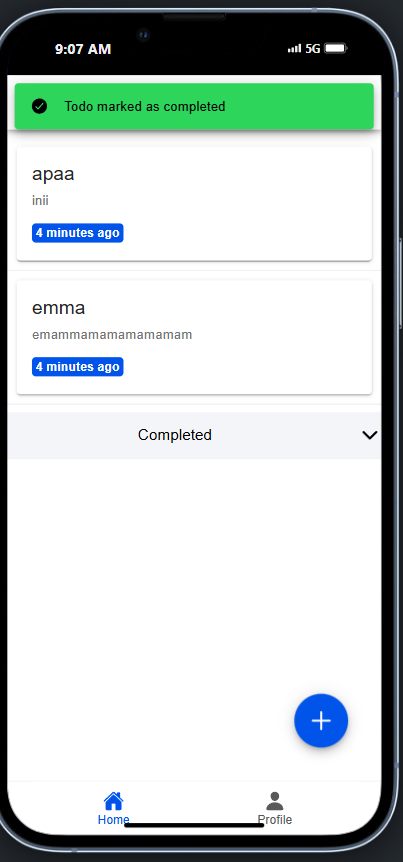 9:07 AM
5G
Todo marked as completed
apaa
inii
4 minutes ago
emma
emammamamamamamam
4 minutes ago
Completed
Home
Profile